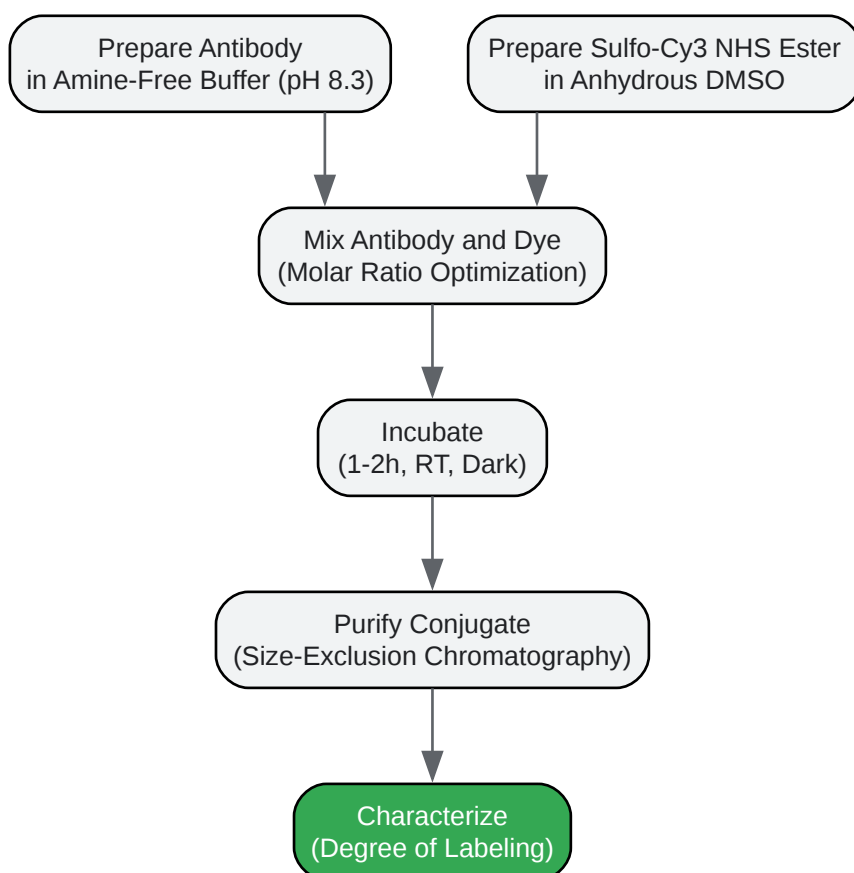 Prepare Antibody
in Amine-Free Buffer (pH 8.3)
Prepare Sulfo-Cy3 NHS Ester
in Anhydrous DMSO
Mix Antibody and Dye
(Molar Ratio Optimization)
Incubate
(1-2h, RT, Dark)
Purify Conjugate
(Size-Exclusion Chromatography)
Characterize
(Degree of Labeling)